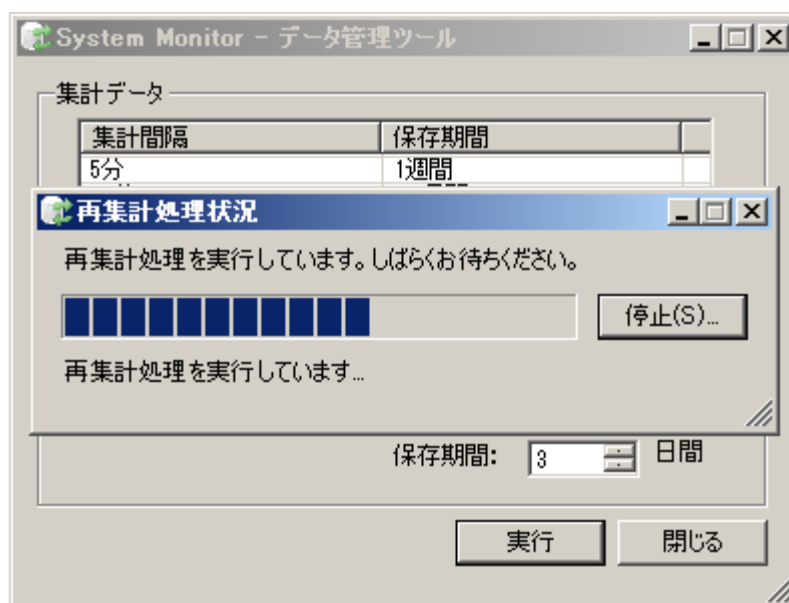 System Monitor - データ管理ツール
集計データ
集計間隔 保存期間
5分 1週間
再集計処理状況
再集計処理を実行しています。しばらくお待ちください。
停止(S)...
再集計処理を実行しています...
保存期間: 3 日間
実行 閉じる